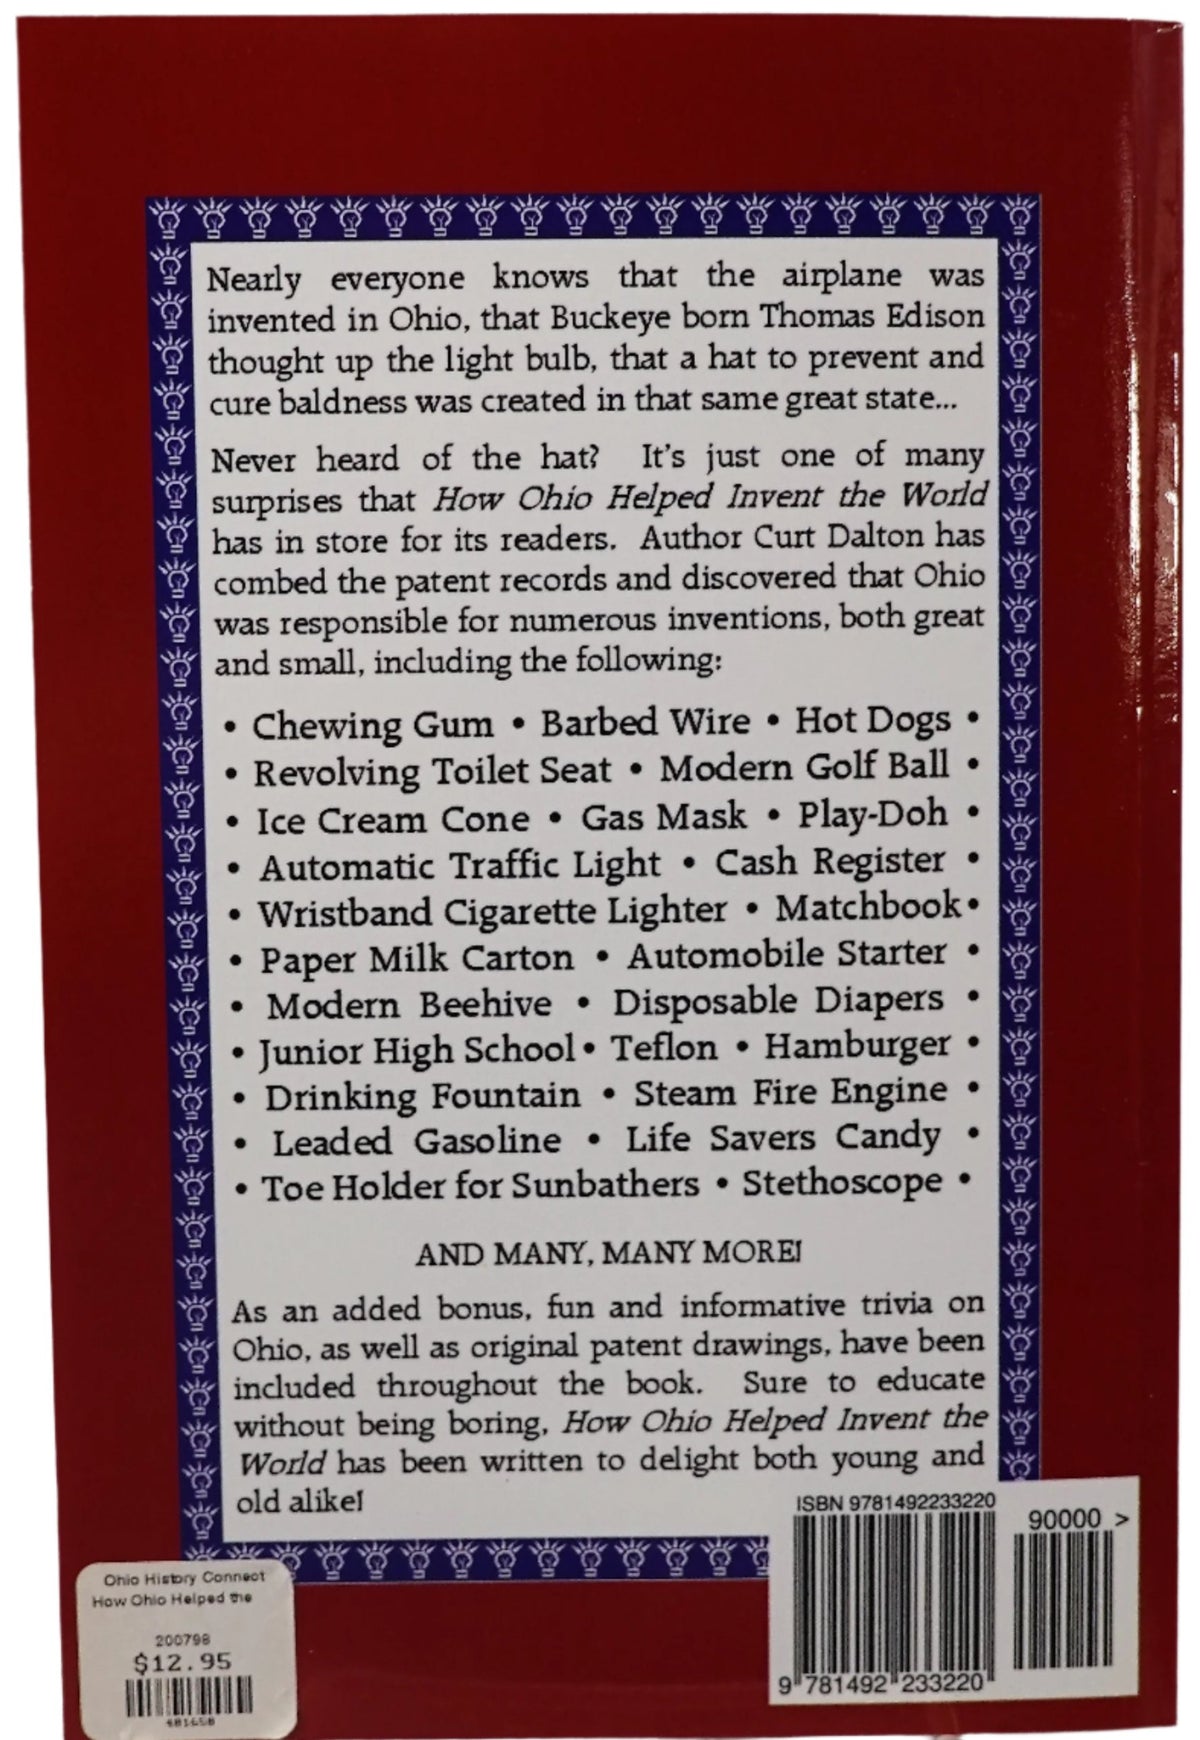 Nearly everyone knows that the airplane was
invented in Ohio, that Buckeye born Thomas Edison
thought up the light bulb, that a hat to prevent and
cure baldness was created in that same great state...
Never heard of the hat? It's just one of many
surprises that How Ohio Helped Invent the World
has in store for its readers. Author Curt Dalton has
combed the patent records and discovered that Ohio
was responsible for numerous inventions, both great
and small, including the following:
• Chewing Gum • Barbed Wire • Hot Dogs •
• Revolving Toilet Seat • Modern Golf Ball •
• Ice Cream Cone • Gas Mask • Play-Doh •
• Automatic Traffic Light • Cash Register •
• Wristband Cigarette Lighter • Matchbook •
• Paper Milk Carton • Automobile Starter •
• Modern Beehive • Disposable Diapers •
• Junior High School • Teflon • Hamburger •
• Drinking Fountain • Steam Fire Engine •
• Leaded Gasoline • Life Savers Candy •
• Toe Holder for Sunbathers • Stethoscope •
AND MANY, MANY MORE!
As an added bonus, fun and informative trivia on
Ohio, as well as original patent drawings, have been
included throughout the book. Sure to educate
without being boring, How Ohio Helped Invent the
World has been written to delight both young and
old alike!
ISBN 9781492233220
90000 >
9 781492 233220
Ohio History Connect
How Ohio Helped the
200798
$12.95
481658